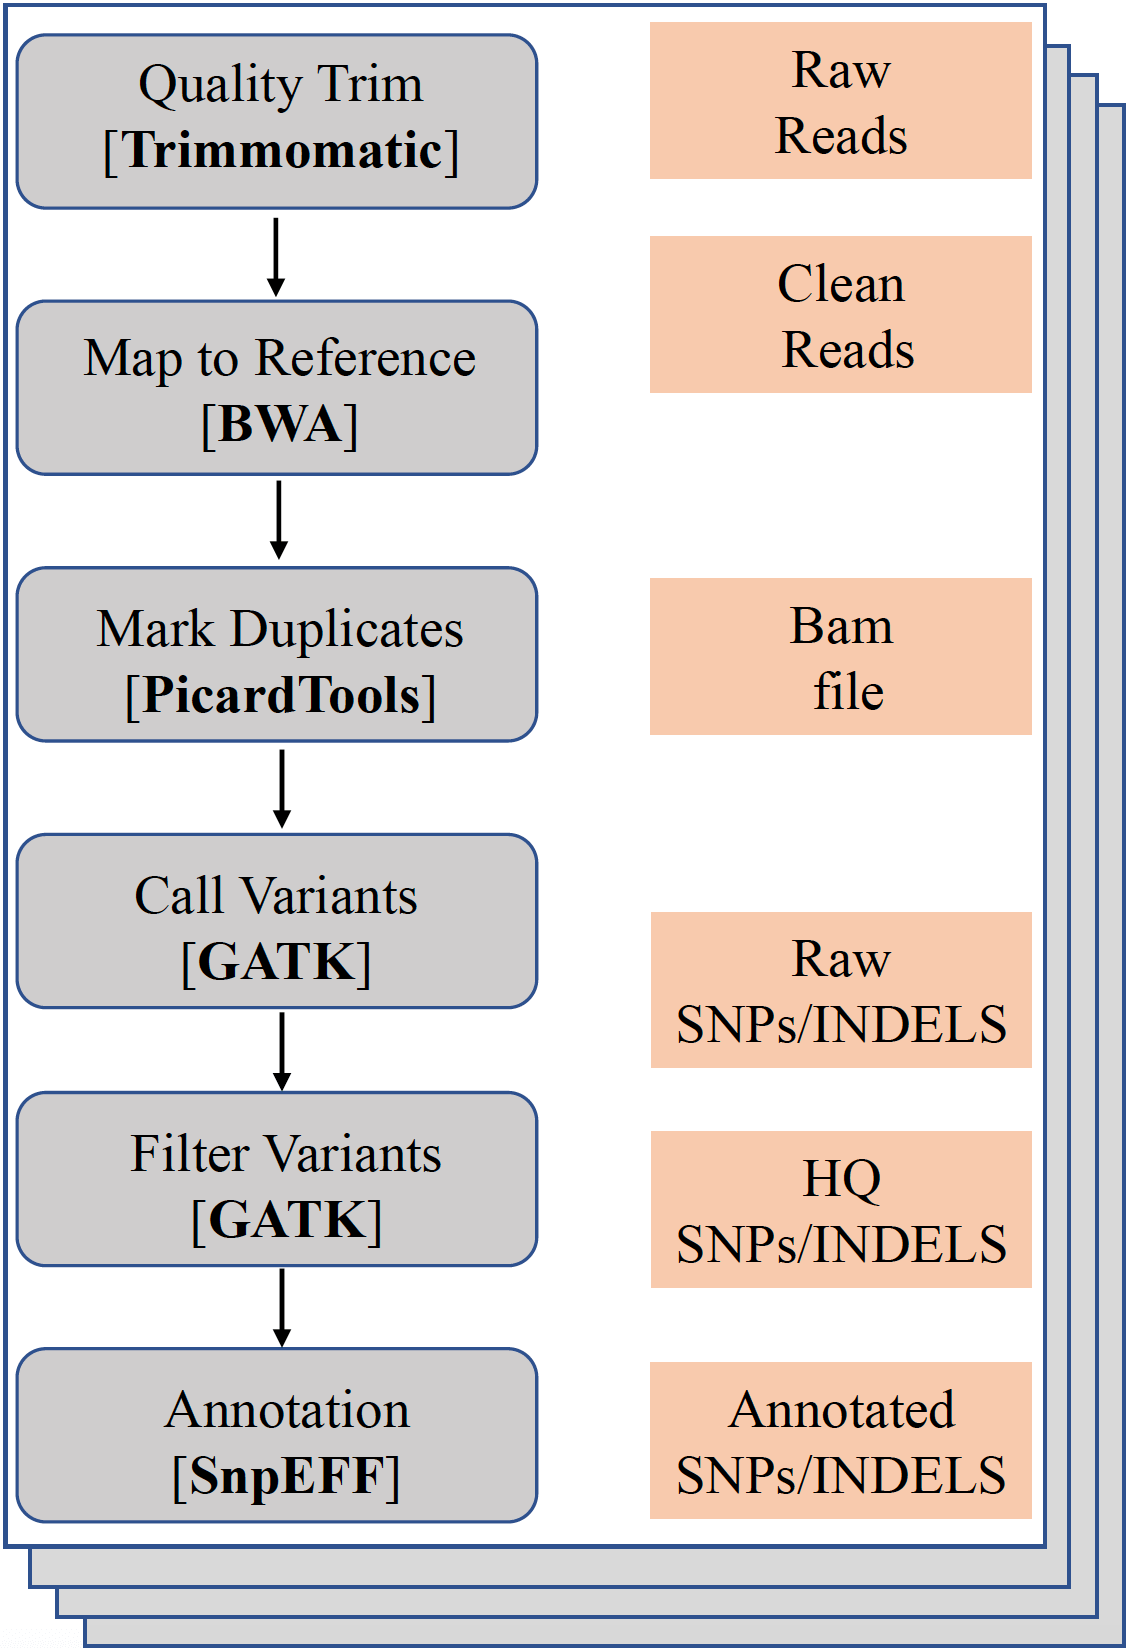 Quality Trim
[Trimmomatic]
Raw
Reads
Clean
Reads
Map to Reference
[BWA]
Mark Duplicates
[PicardTools]
Bam
file
Call Variants
[GATK]
Raw
SNPs/INDELS
Filter Variants
[GATK]
HQ
SNPs/INDELS
Annotation
[SnpEFF]
Annotated
SNPs/INDELS